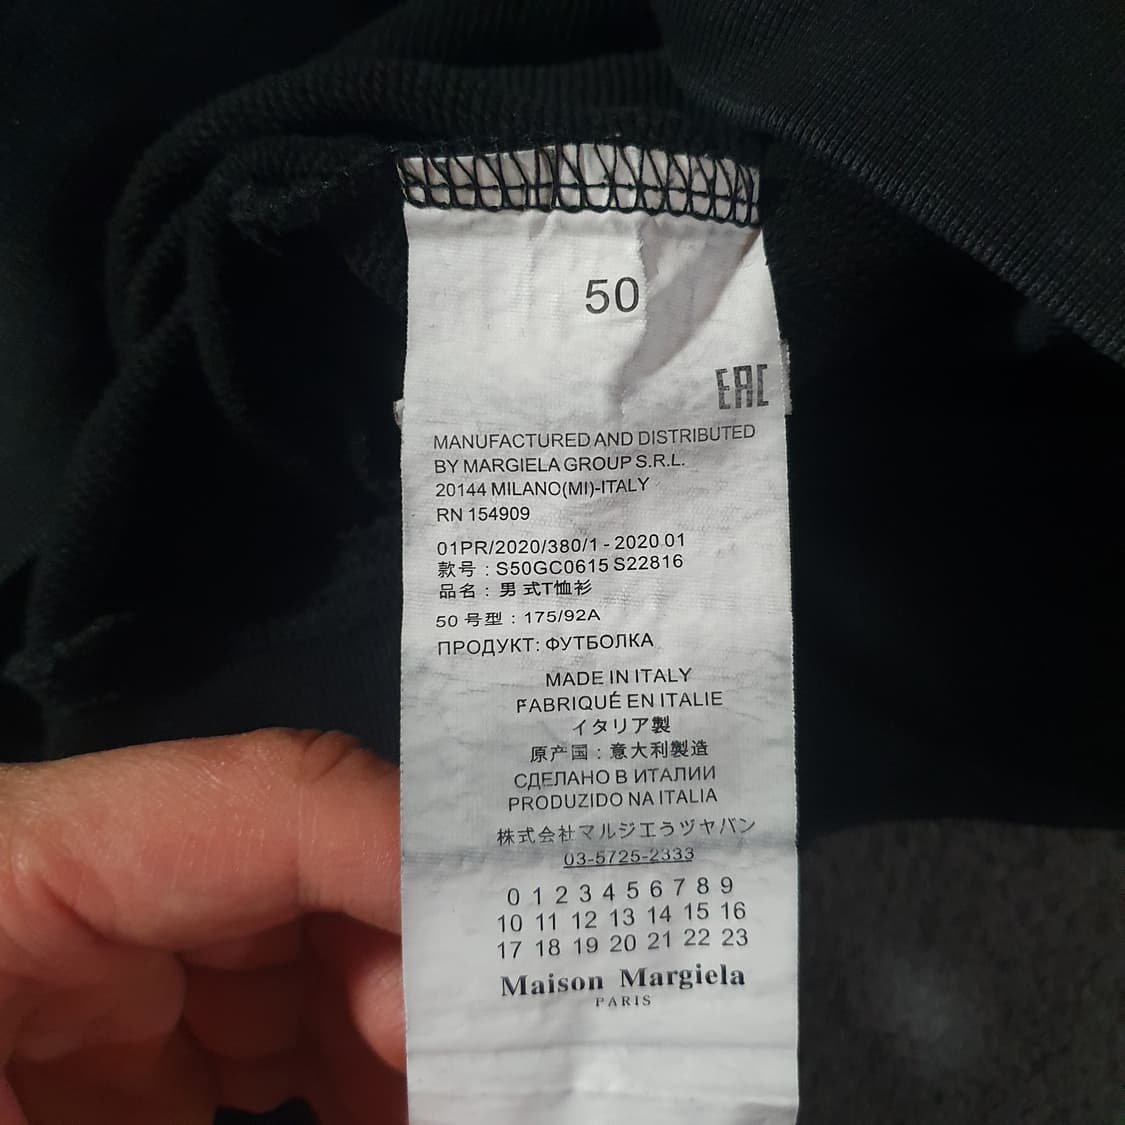 50
EAC
MANUFACTURED AND DISTRIBUTED
BY MARGIELA GROUP S.R.L.
20144 MILANO(MI)-ITALY
RN 154909
01PR/2020/380/1 - 2020 01
款号 : S50GC0615 S22816
品名 : 男 式T恤衫
50 号型 : 175/92A
ПРОДУКТ: ФУТБОЛКА
MADE IN ITALY
FABRIQUÉ EN ITALIE
イタリア製
原产国 : 意大利製造
СДЕЛАНО В ИТАЛИИ
PRODUZIDO NA ITALIA
株式会社マルジエうヅヤバン
03-5725-2333
0 1 2 3 4 5 6 7 8 9
10 11 12 13 14 15 16
17 18 19 20 21 22 23
Maison Margiela
PARIS